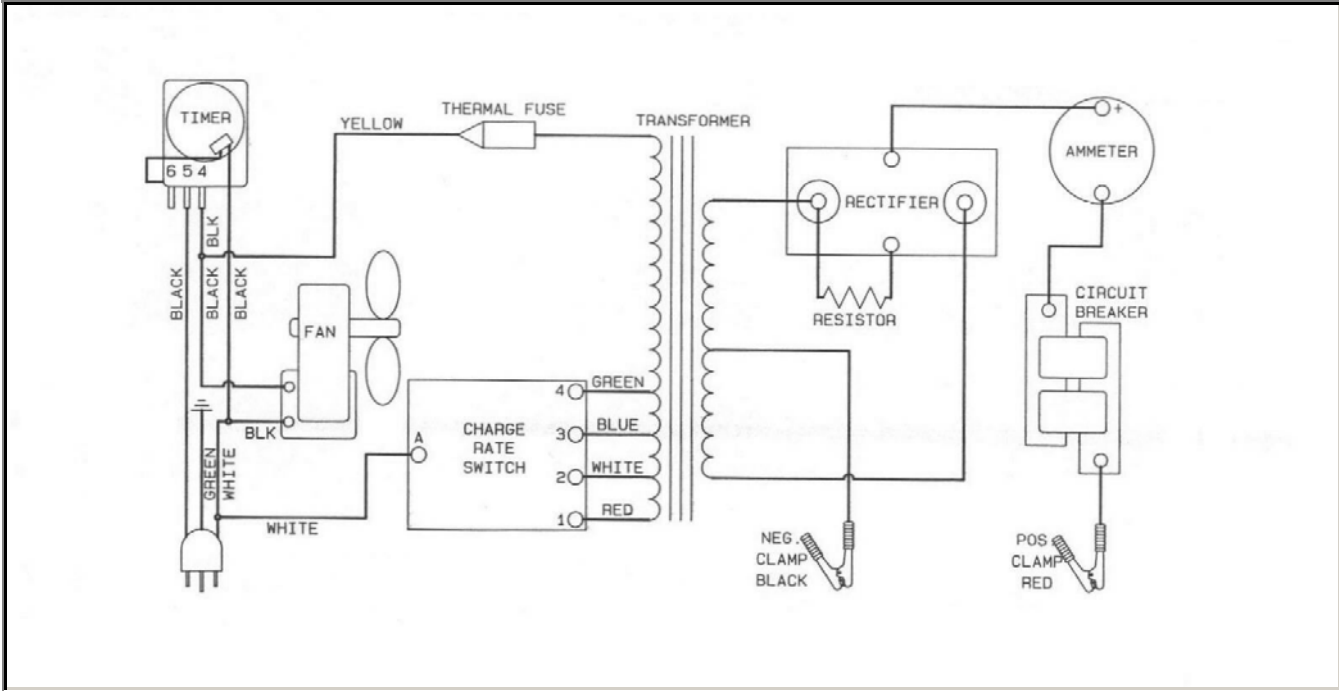 TIMER
6 5 4
BLK
BLACK
BLACK
BLACK
YELLOW
THERMAL FUSE
TRANSFORMER
FAN
BLK
GREEN
WHITE
WHITE
A
CHARGE
RATE
SWITCH
4
GREEN
3
BLUE
2
WHITE
1
RED
RECTIFIER
RESISTOR
+
AMMETER
CIRCUIT
BREAKER
NEG.
CLAMP
BLACK
POS.
CLAMP
RED